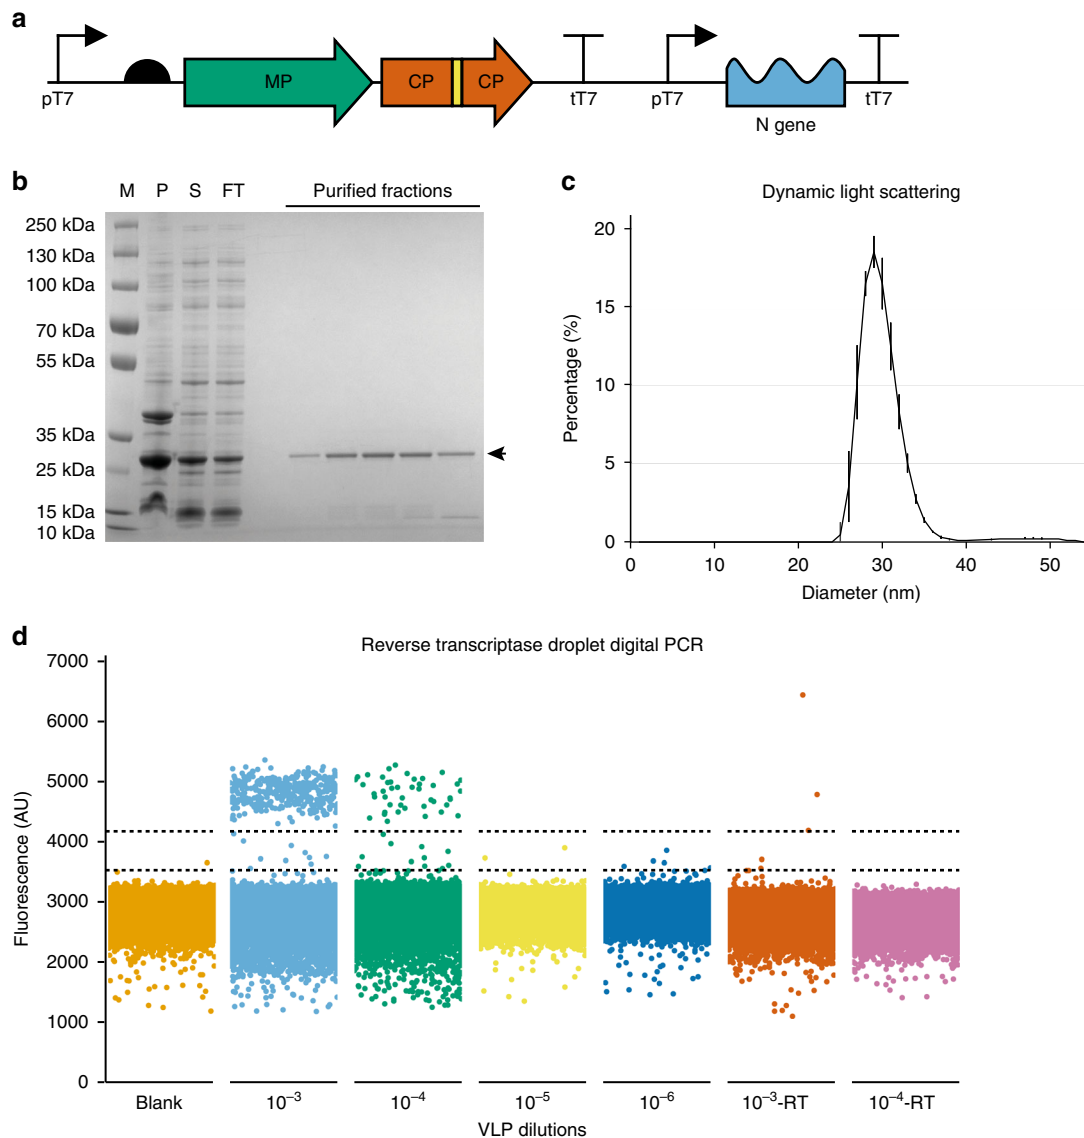 a
pT7
MP
CP
CP
tT7
pT7
N gene
tT7
b
M P S FT Purified fractions
250 kDa
130 kDa
100 kDa
70 kDa
55 kDa
35 kDa
25 kDa
15 kDa
10 kDa
c
Dynamic light scattering
Percentage (%)
20
15
10
5
0
0 10 20 30 40 50
Diameter (nm)
d
Reverse transcriptase droplet digital PCR
Fluorescence (AU)
7000
6000
5000
4000
3000
2000
1000
0
Blank 10⁻³ 10⁻⁴ 10⁻⁵ 10⁻⁶ 10⁻³-RT 10⁻⁴-RT
VLP dilutions